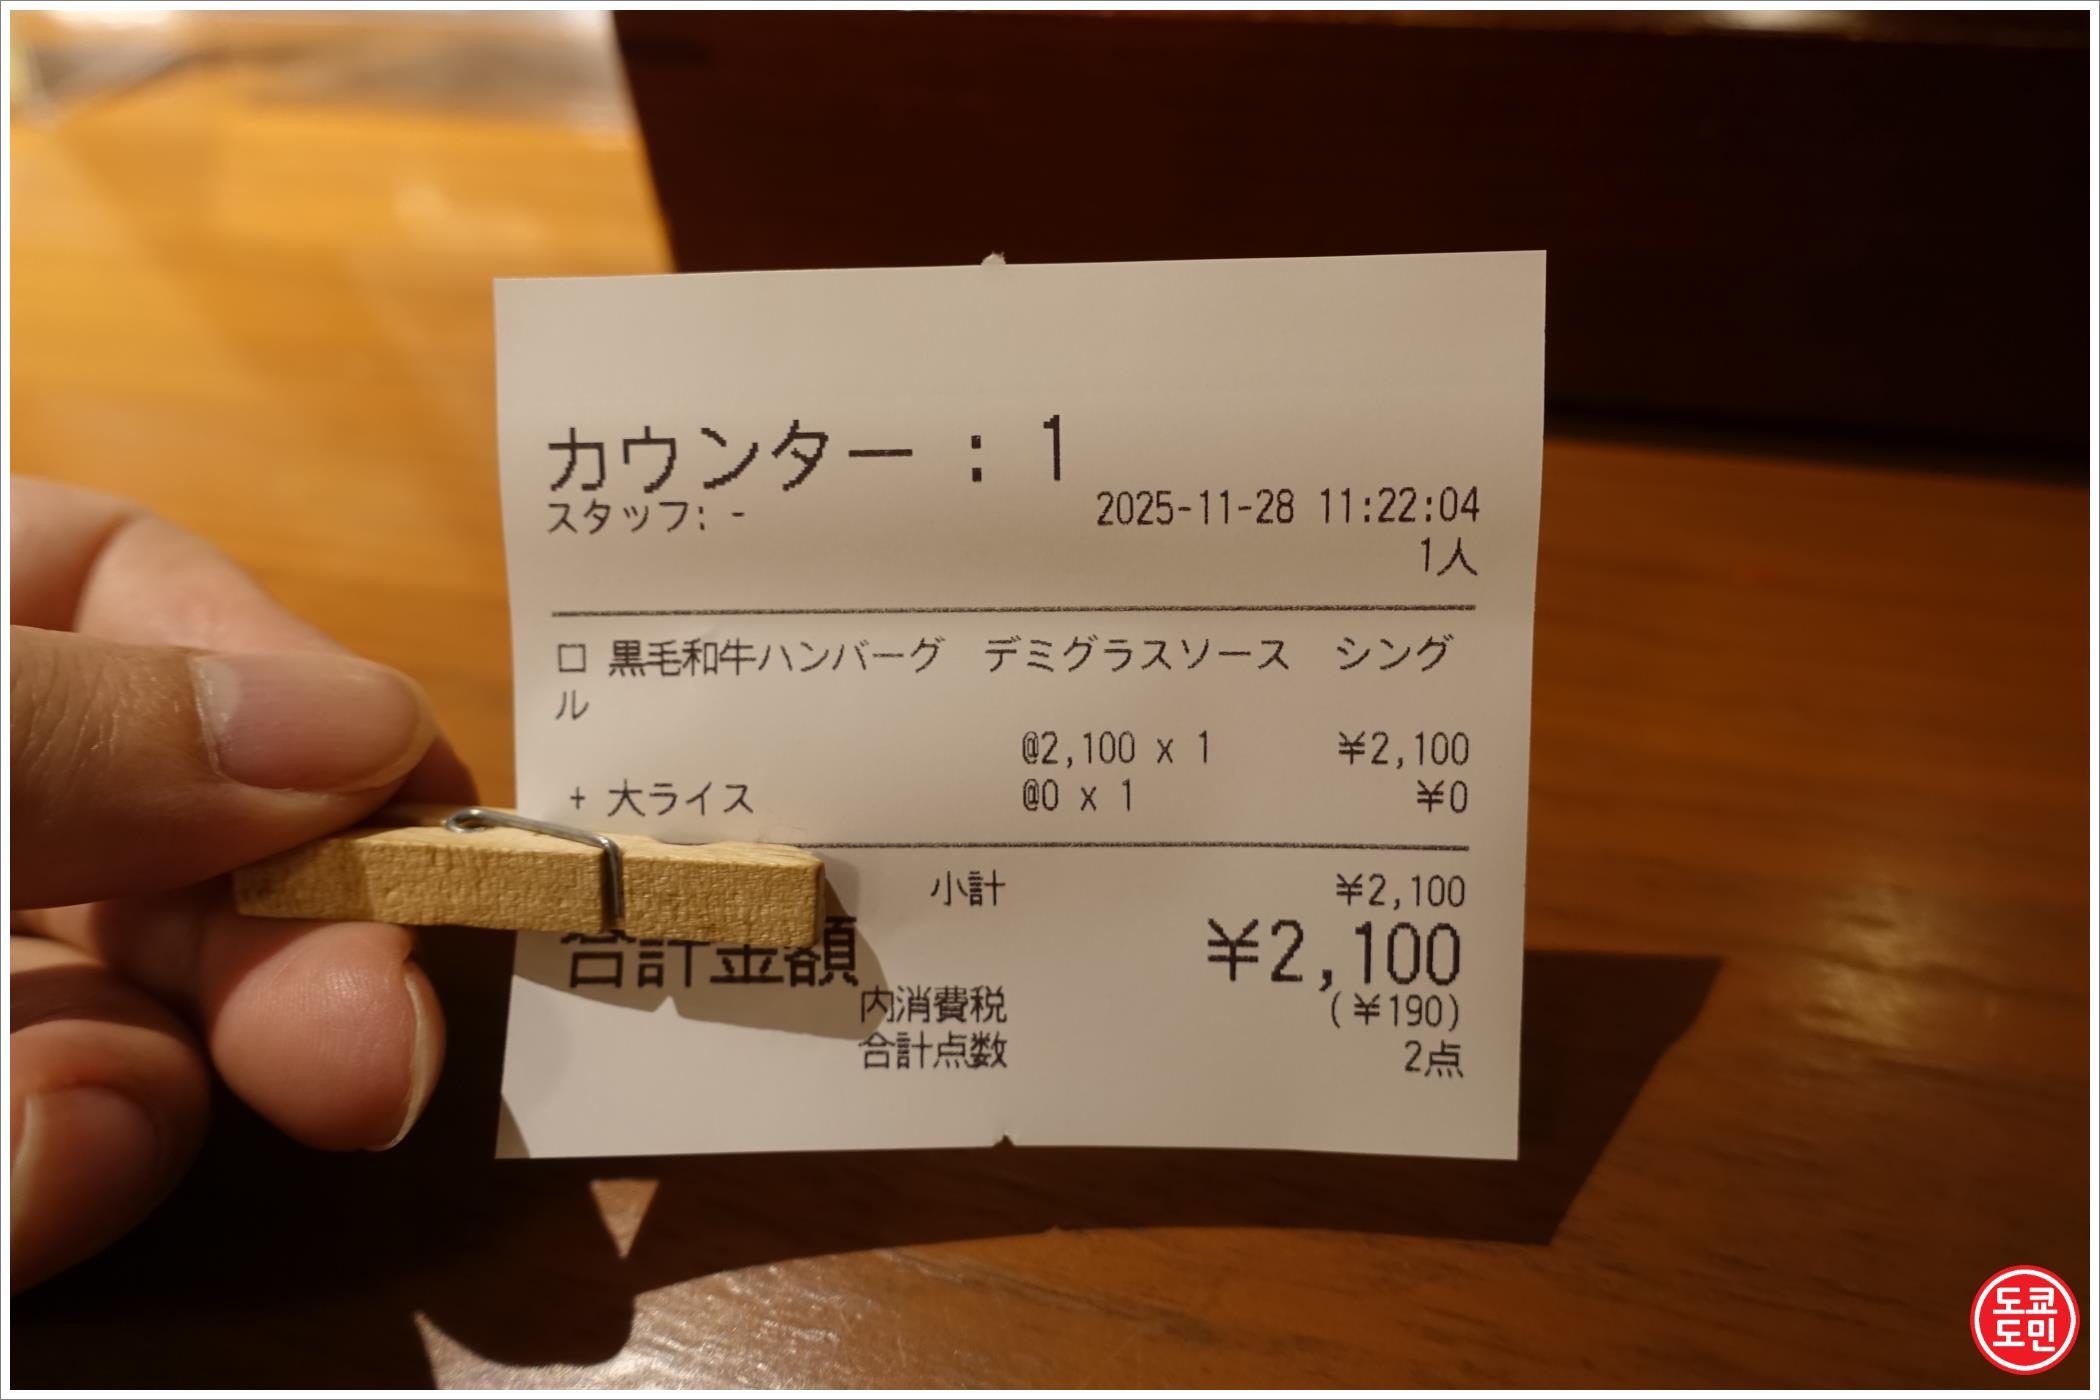 カウンター : 1
スタッフ: -
2025-11-28 11:22:04
1人
□ 黒毛和牛ハンバーグ デミグラスソース シング
ル
@2,100 x 1 ¥2,100
+ 大ライス @0 x 1 ¥0
小計 ¥2,100
合計金額 ¥2,100
内消費税 (¥190)
合計点数 2点
도쿄
도민